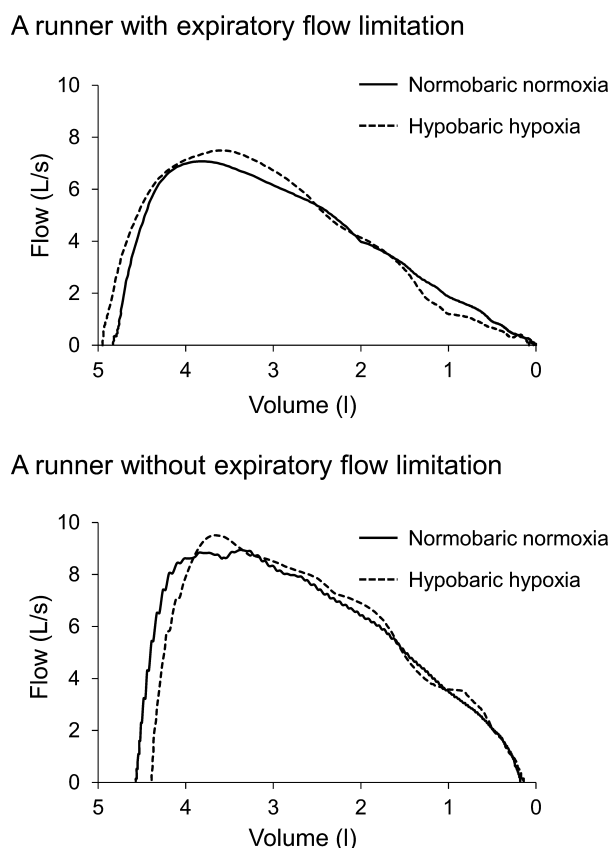 A runner with expiratory flow limitation
Normobaric normoxia
Hypobaric hypoxia
10
8
6
4
2
0
Flow (L/s)
5 4 3 2 1 0
Volume (l)
A runner without expiratory flow limitation
Normobaric normoxia
Hypobaric hypoxia
10
8
6
4
2
0
Flow (L/s)
5 4 3 2 1 0
Volume (l)